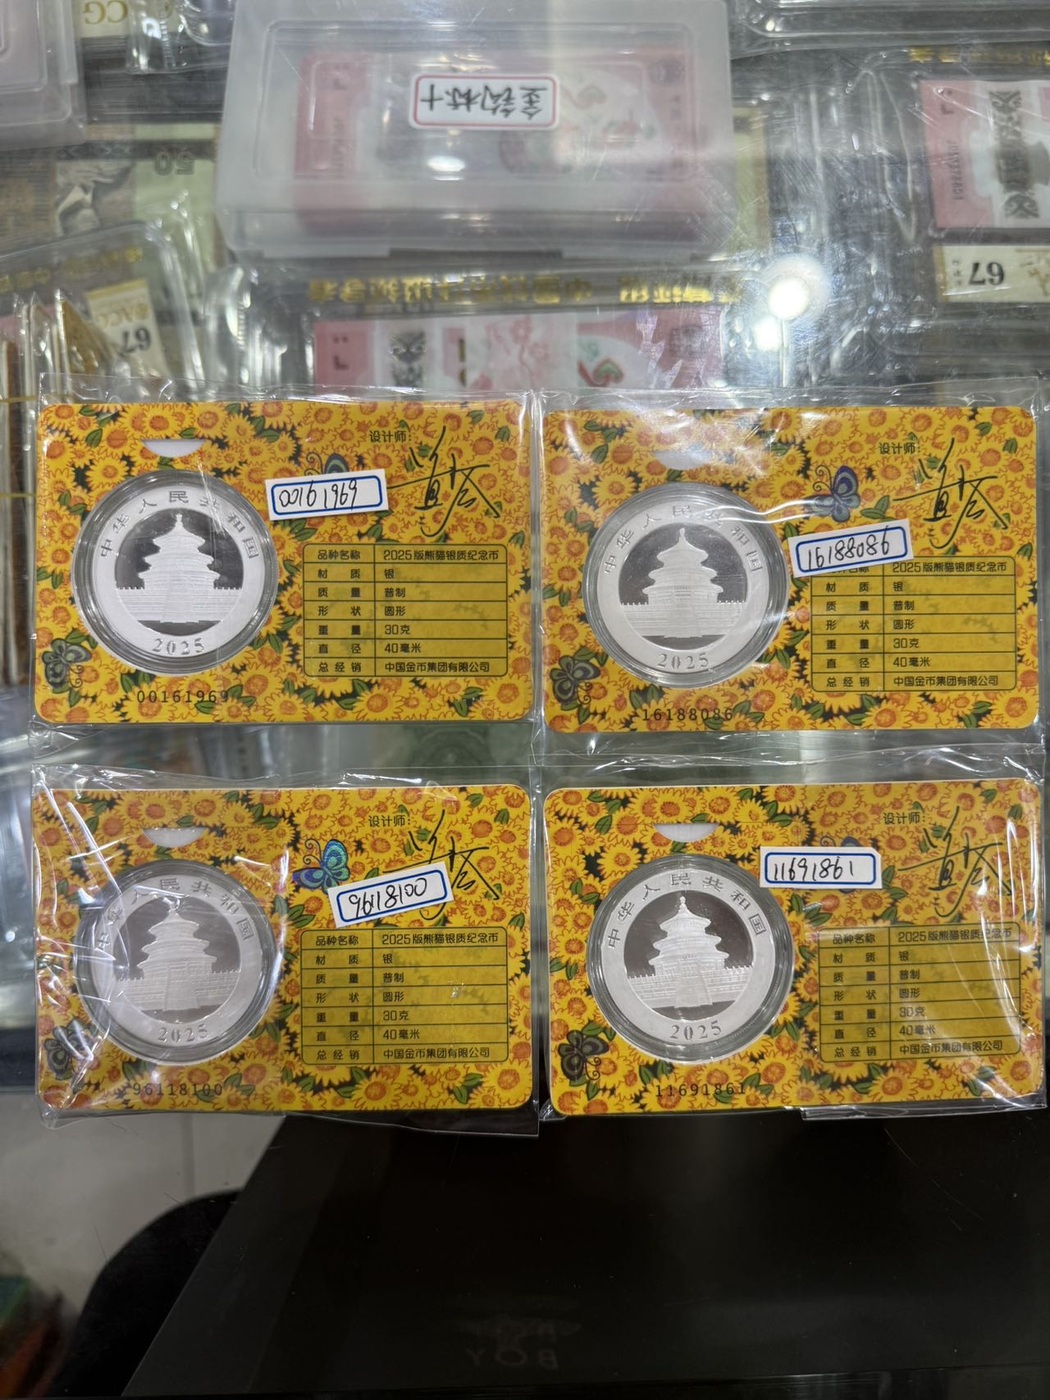 CG
50
金钩标十
67
67
设计师:
00161969
中华人民共和国
2025
品种名称 2025版熊猫银质纪念币
材质 银
质量 普制
形状 圆形
重量 30克
直径 40毫米
总经销 中国金币集团有限公司
00161969
设计师:
16188086
中华人民共和国
2025
2025版熊猫银质纪念币
材质 银
质量 普制
形状 圆形
重量 30克
直径 40毫米
总经销 中国金币集团有限公司
16188086
设计师:
96118100
中华人民共和国
2025
品种名称 2025版熊猫银质纪念币
材质 银
质量 普制
形状 圆形
重量 30克
直径 40毫米
总经销 中国金币集团有限公司
96118100
设计师:
11691861
中华人民共和国
2025
品种名称 2025版熊猫银质纪念币
材质 银
质量 普制
形状 圆形
重量 30克
直径 40毫米
总经销 中国金币集团有限公司
11691861